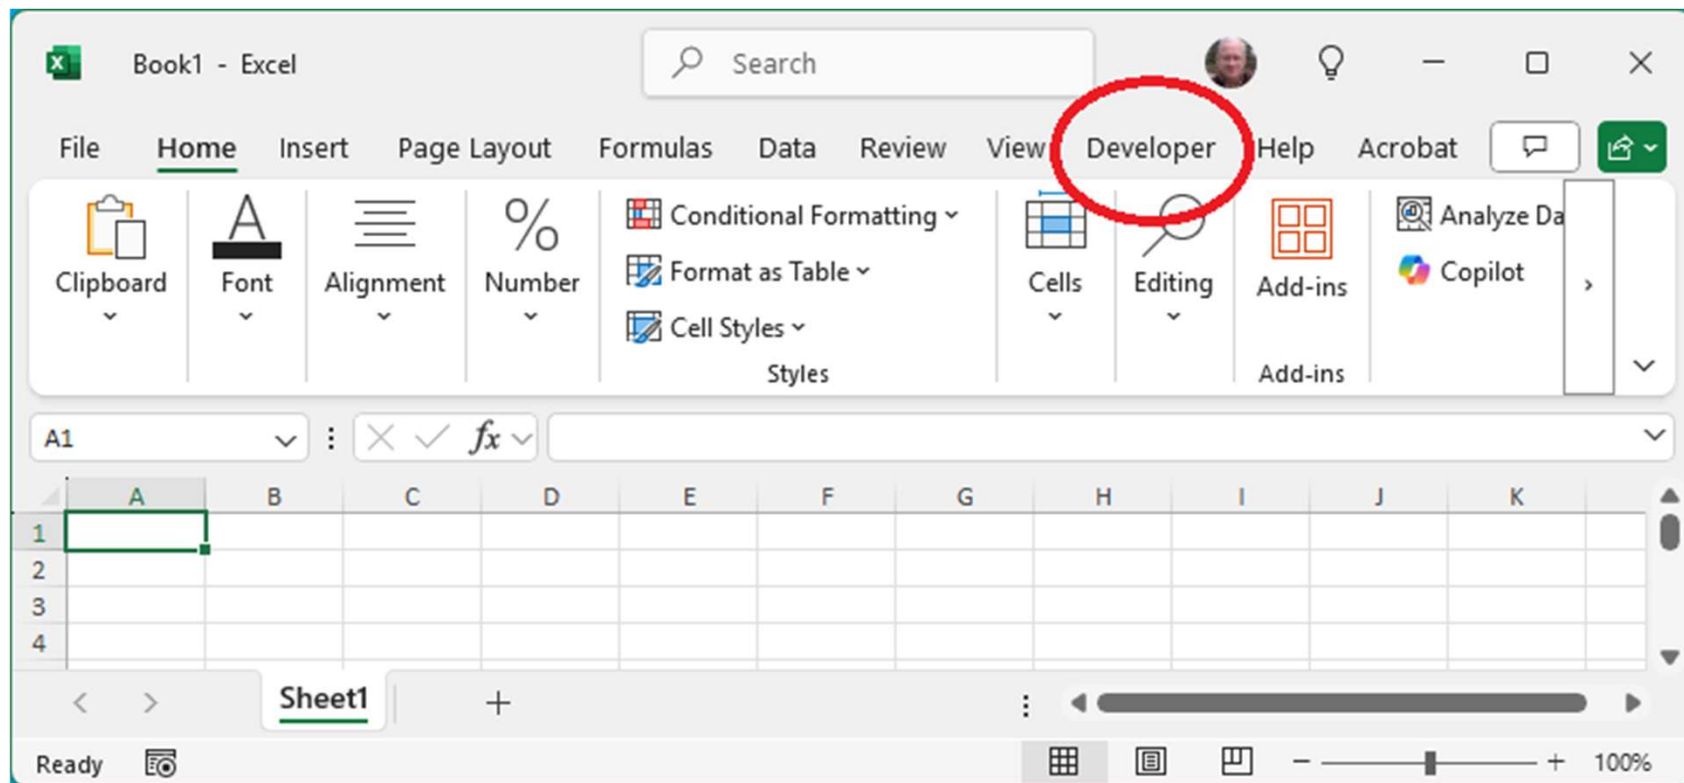 Book1 - Excel
Search
File Home Insert Page Layout Formulas Data Review View Developer Help Acrobat
Clipboard
Font
Alignment
%
Number
Conditional Formatting
Format as Table
Cell Styles
Styles
Cells
Editing
Add-ins
Add-ins
Analyze Da
Copilot
A1
fx
A B C D E F G H I J K
1
2
3
4
Sheet1
Ready
100%